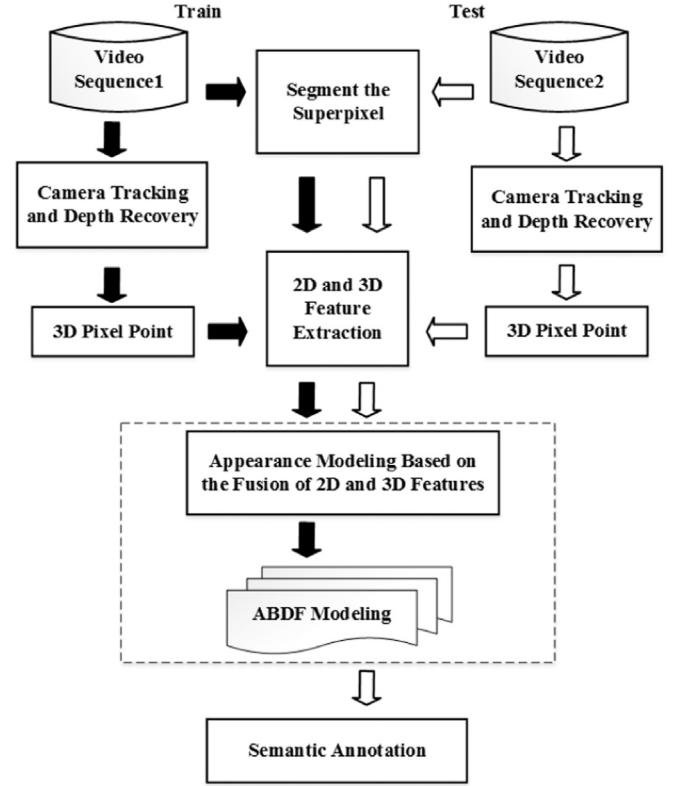 Train
Test
Video
Sequence1
Segment the
Superpixel
Video
Sequence2
Camera Tracking
and Depth Recovery
Camera Tracking
and Depth Recovery
3D Pixel Point
2D and 3D
Feature
Extraction
3D Pixel Point
Appearance Modeling Based on
the Fusion of 2D and 3D Features
ABDF Modeling
Semantic Annotation